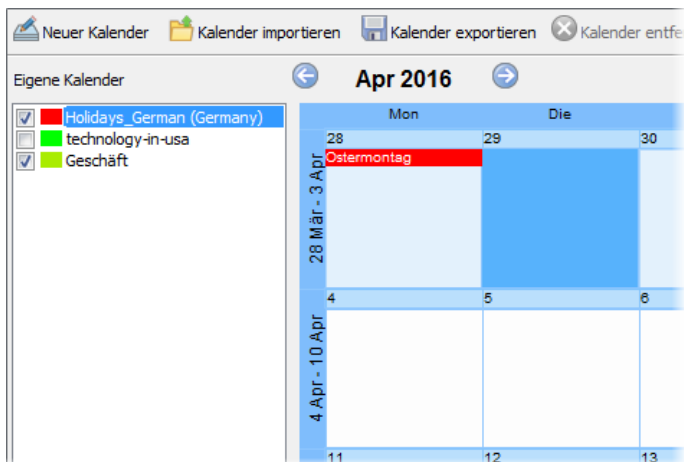 Neuer Kalender Kalender importieren Kalender exportieren Kalender entfe
Eigene Kalender
Apr 2016
Holidays_German (Germany)
technology-in-usa
Geschäft
Mon Die
28 Mär - 3 Apr
28 29 30
Ostermontag
4 Apr - 10 Apr
4 5 6
11 12 13